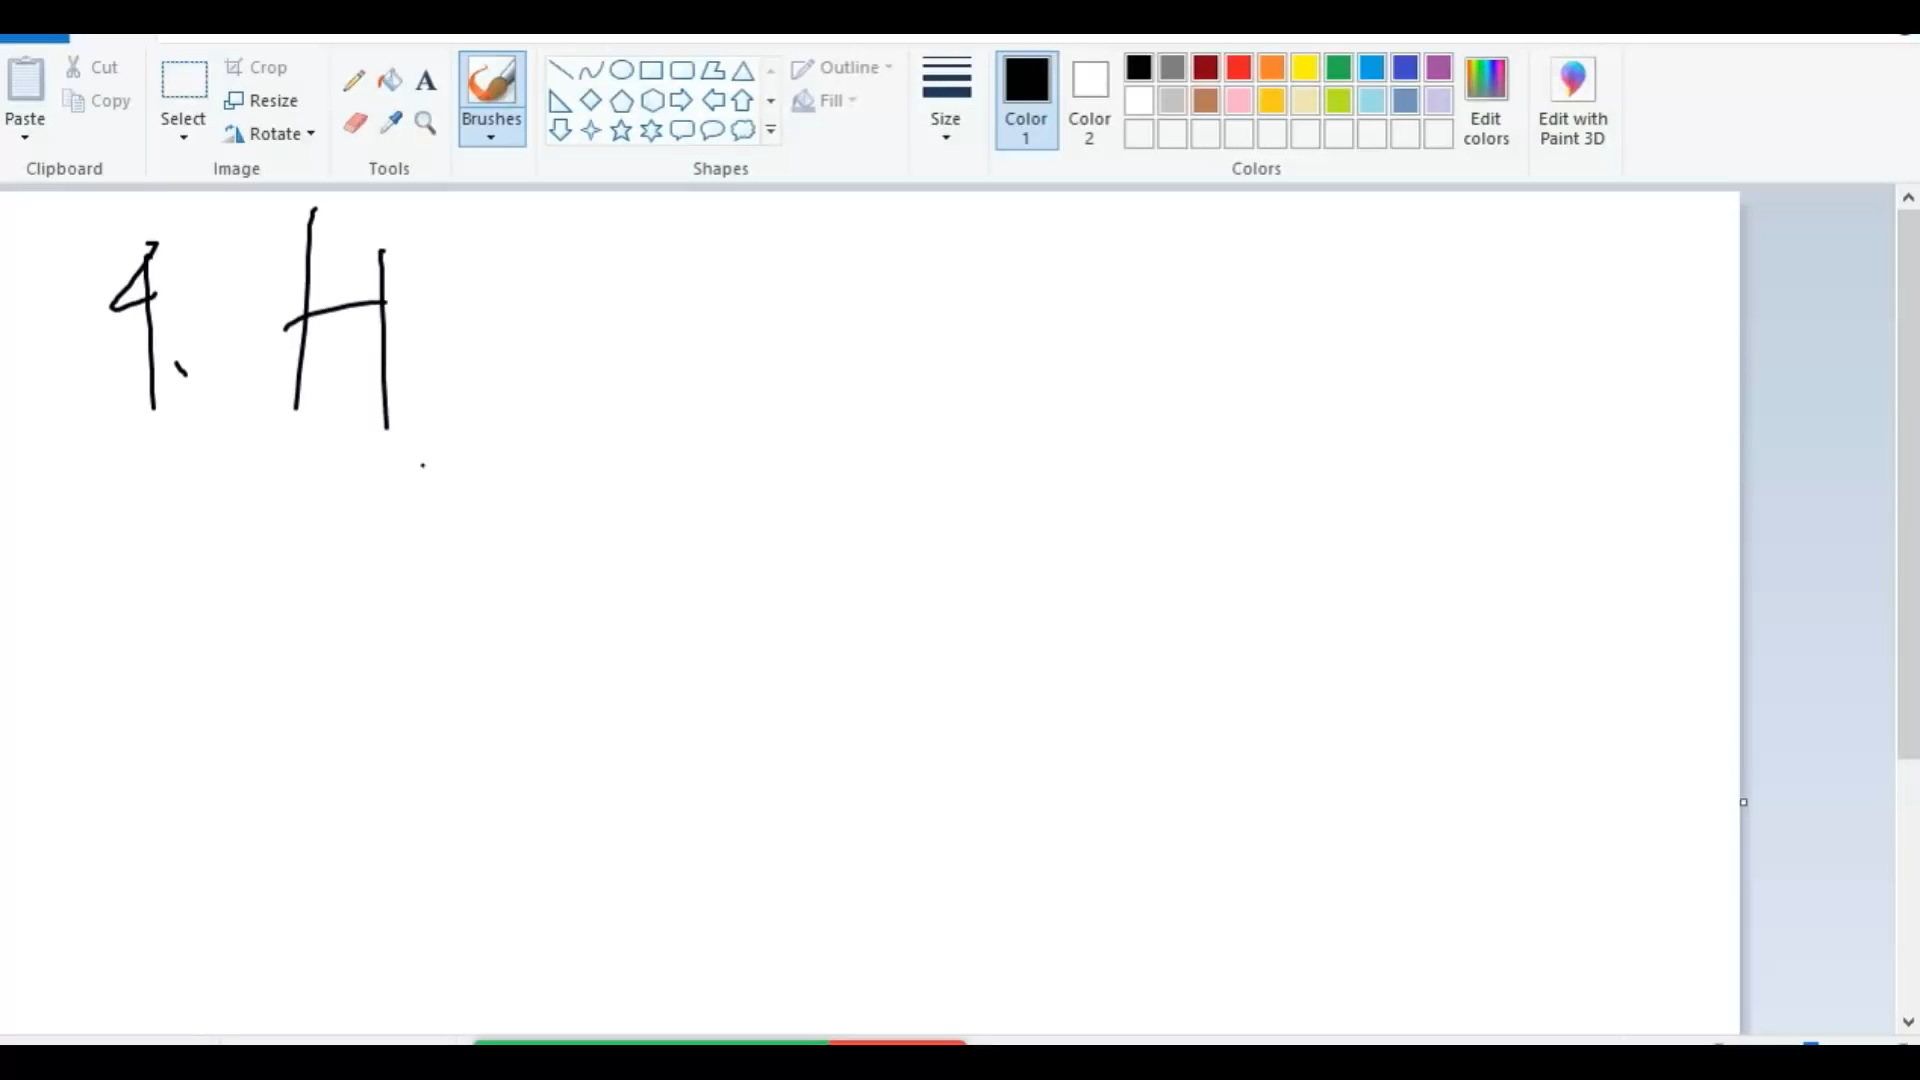 Paste
Cut
Copy
Clipboard
Select
Crop
Resize
Rotate
Image
A
Tools
Brushes
Shapes
Outline
Fill
Size
Color 1
Color 2
Colors
Edit colors
Edit with Paint 3D
4. H